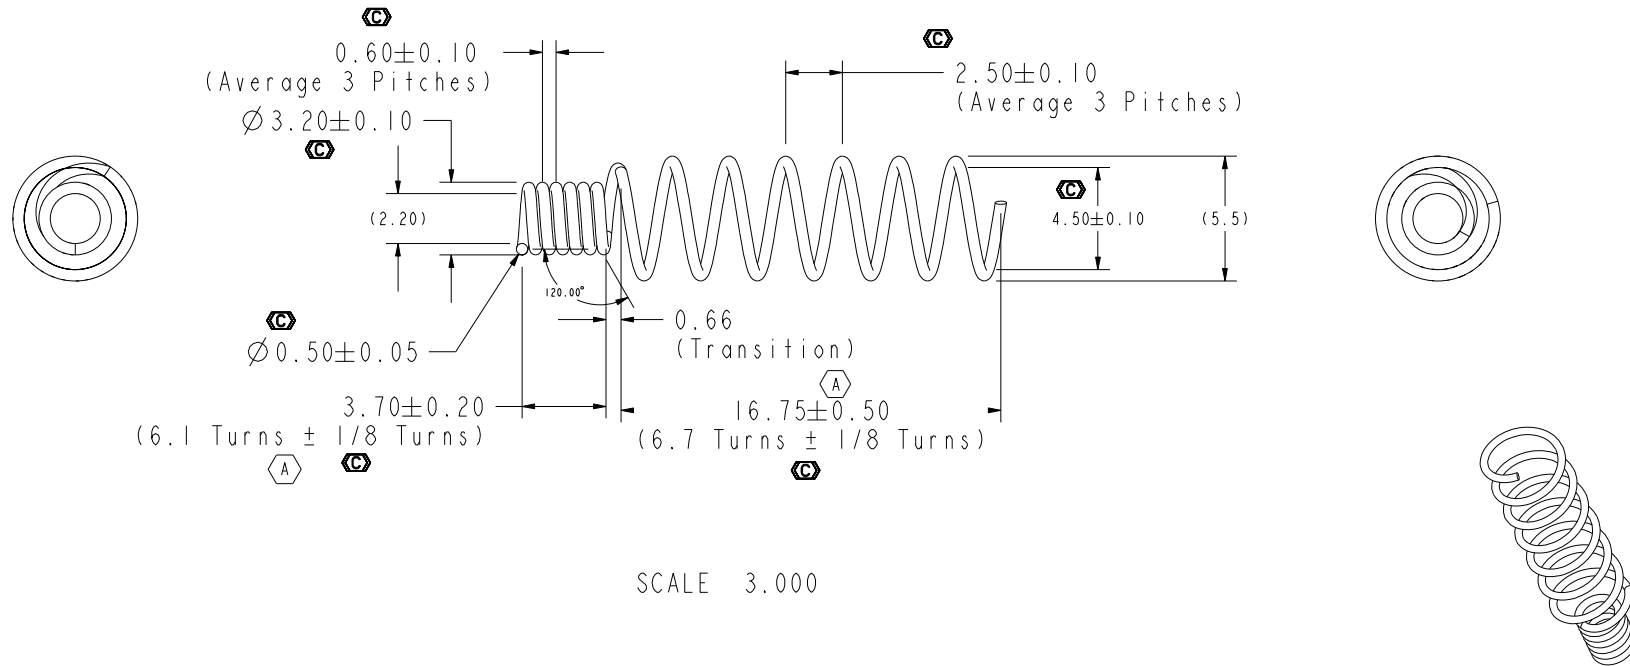 C
0.60±0.10
(Average 3 Pitches)
C
2.50±0.10
(Average 3 Pitches)
Ø3.20±0.10
C
(2.20)
C
4.50±0.10
(5.5)
120.00°
C
Ø0.50±0.05
0.66
(Transition)
A
3.70±0.20
(6.1 Turns ± 1/8 Turns)
A
C
16.75±0.50
(6.7 Turns ± 1/8 Turns)
C
SCALE 3.000